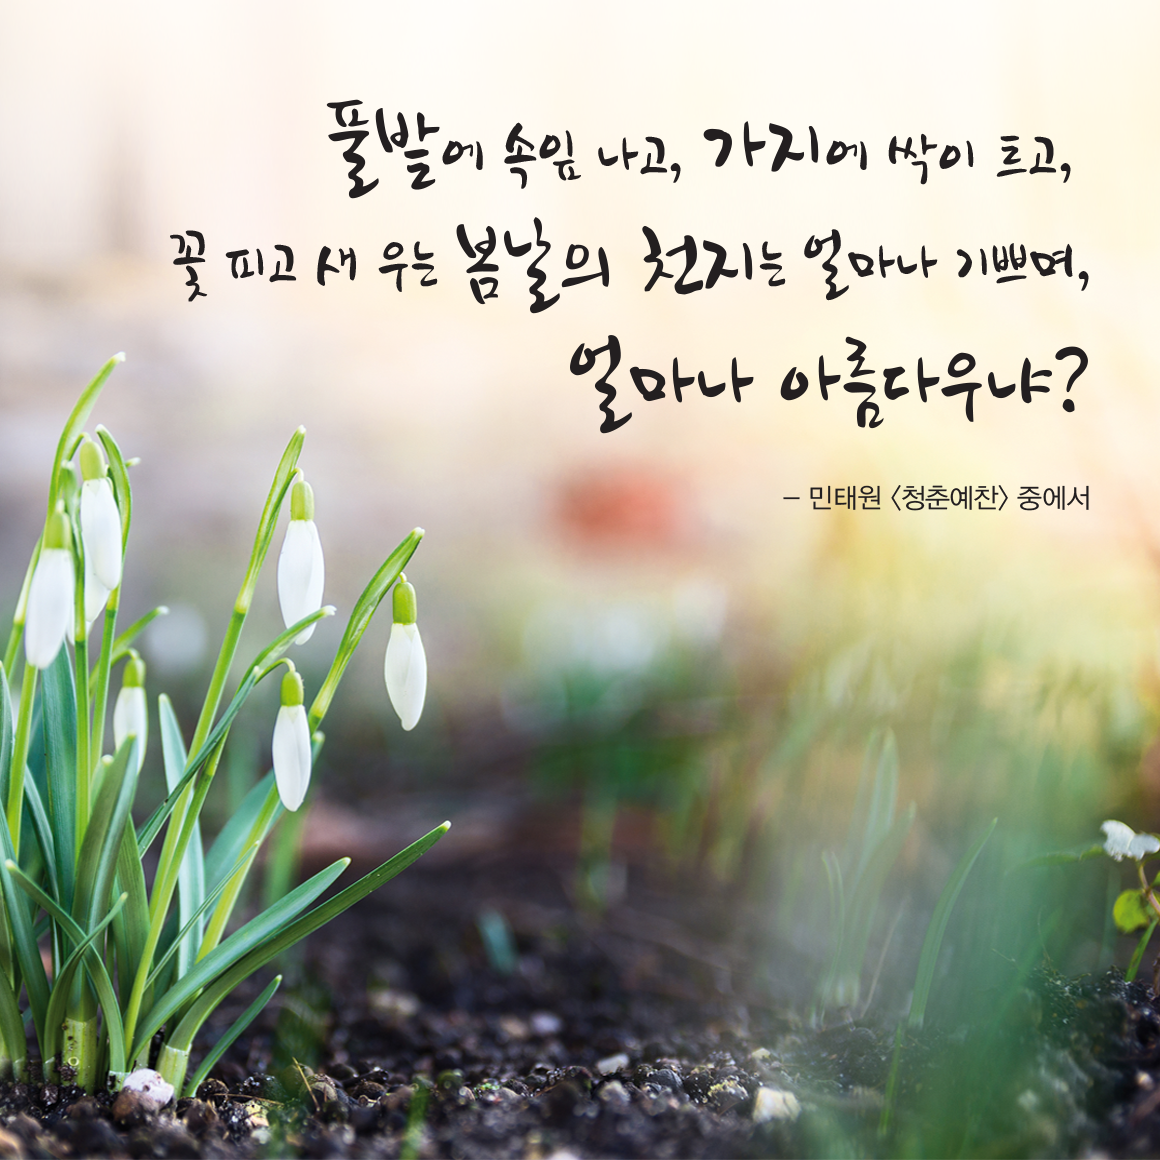 풀밭에 속잎 나고, 가지에 싹이 트고,
꽃 피고 새 우는 봄날의 천지는 얼마나 기쁘며,
얼마나 아름다우냐?
– 민태원 〈청춘예찬〉 중에서